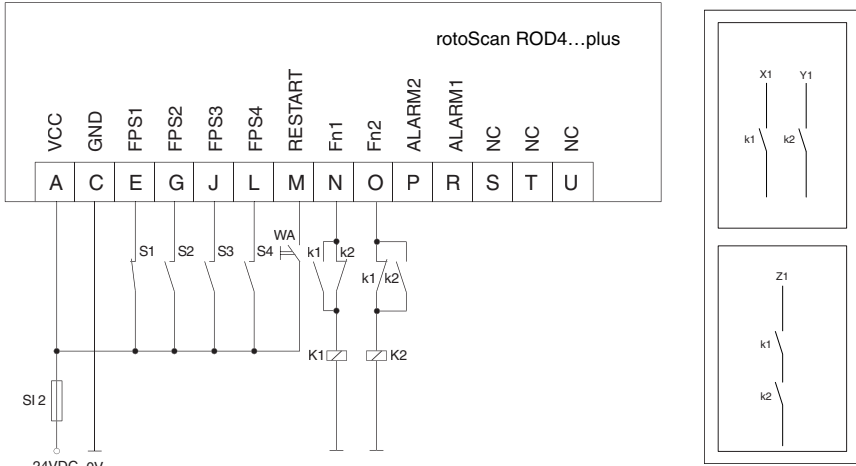 rotoScan ROD4…plus
VCC GND FPS1 FPS2 FPS3 FPS4 RESTART Fn1 Fn2 ALARM2 ALARM1 NC NC NC
A C E G J L M N O P R S T U
S1 S2 S3 S4 WA k1 k2
k1 k2
K1 K2
SI 2
24VDC 0V
X1 Y1
k1 k2
Z1
k1
k2